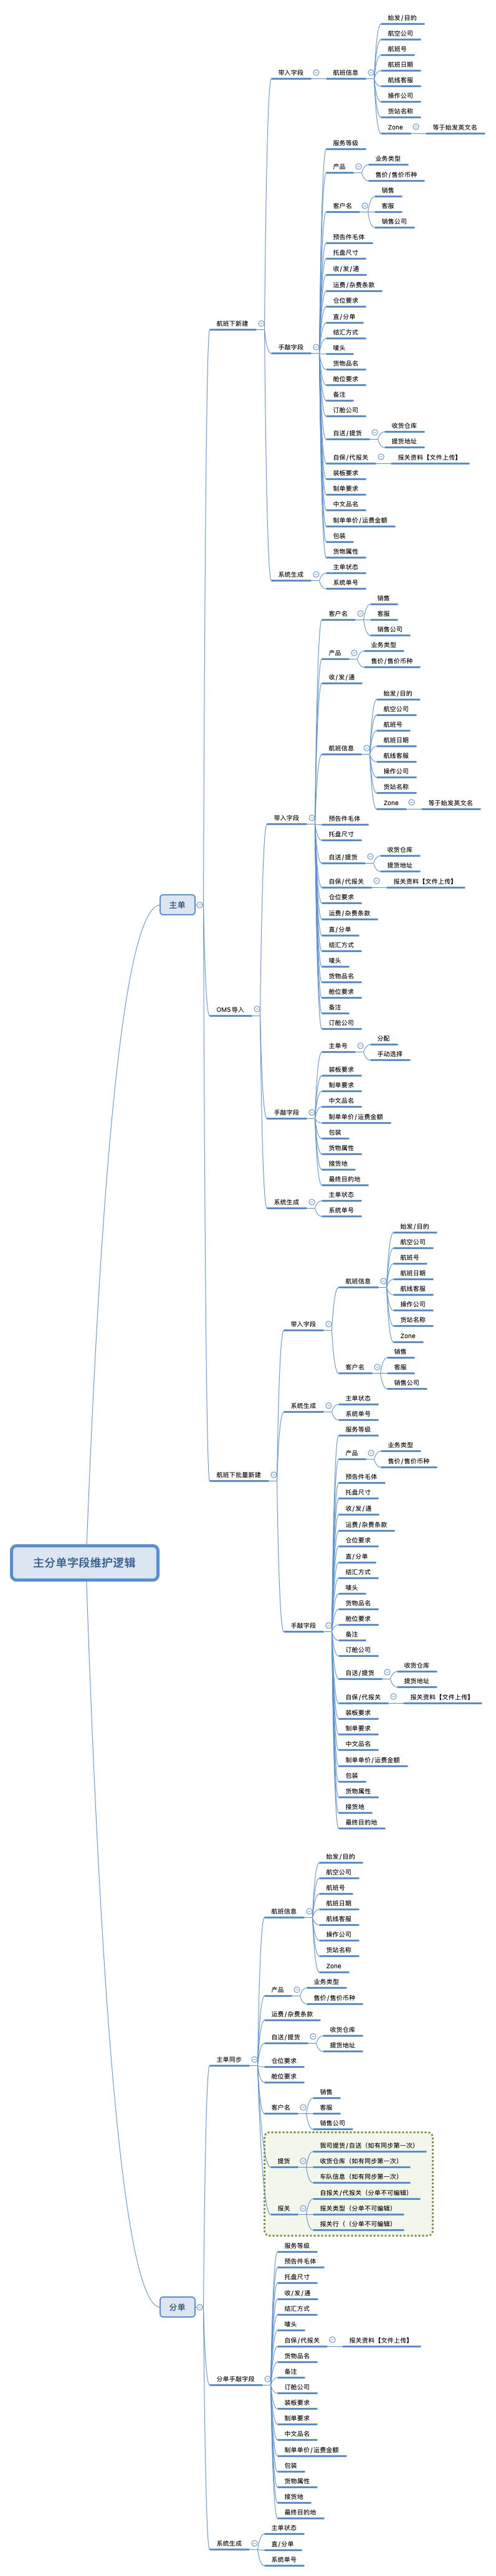 主分单字段维护逻辑
主单
航班下新建
带入字段
航班信息
始发/目的
航空公司
航班号
航班日期
航线客服
操作公司
货站名称
Zone
等于始发英文名
手敲字段
服务等级
产品
业务类型
售价/售价币种
客户名
销售
客服
销售公司
预告件毛体
托盘尺寸
收/发/通
运费/杂费条款
仓位要求
直/分单
结汇方式
唛头
货物品名
舱位要求
备注
订舱公司
自送/提货
收货仓库
提货地址
自保/代报关
报关资料【文件上传】
装板要求
制单要求
中文品名
制单单价/运费金额
包装
货物属性
系统生成
主单状态
系统单号
OMS导入
带入字段
客户名
销售
客服
销售公司
产品
业务类型
售价/售价币种
收/发/通
航班信息
始发/目的
航空公司
航班号
航班日期
航线客服
操作公司
货站名称
Zone
等于始发英文名
预告件毛体
托盘尺寸
自送/提货
收货仓库
提货地址
自保/代报关
报关资料【文件上传】
仓位要求
运费/杂费条款
直/分单
结汇方式
唛头
货物品名
舱位要求
备注
订舱公司
手敲字段
主单号
分配
手动选择
装板要求
制单要求
中文品名
制单单价/运费金额
包装
货物属性
接货地
最终目的地
系统生成
主单状态
系统单号
航班下批量新建
带入字段
航班信息
始发/目的
航空公司
航班号
航班日期
航线客服
操作公司
货站名称
Zone
客户名
销售
客服
销售公司
系统生成
主单状态
系统单号
手敲字段
服务等级
产品
业务类型
售价/售价币种
预告件毛体
托盘尺寸
收/发/通
运费/杂费条款
仓位要求
直/分单
结汇方式
唛头
货物品名
舱位要求
备注
订舱公司
自送/提货
收货仓库
提货地址
自保/代报关
报关资料【文件上传】
装板要求
制单要求
中文品名
制单单价/运费金额
包装
货物属性
接货地
最终目的地
分单
主单同步
航班信息
始发/目的
航空公司
航班号
航班日期
航线客服
操作公司
货站名称
Zone
产品
业务类型
售价/售价币种
运费/杂费条款
自送/提货
收货仓库
提货地址
仓位要求
舱位要求
客户名
销售
客服
销售公司
提货
我司提货/自送（如有同步第一次）
收货仓库（如有同步第一次）
车队信息（如有同步第一次）
报关
自报关/代报关（分单不可编辑）
报关类型（分单不可编辑）
报关行（（分单不可编辑）
分单手敲字段
服务等级
预告件毛体
托盘尺寸
收/发/通
结汇方式
唛头
自保/代报关
报关资料【文件上传】
货物品名
备注
订舱公司
装板要求
制单要求
中文品名
制单单价/运费金额
包装
货物属性
接货地
最终目的地
系统生成
主单状态
直/分单
系统单号